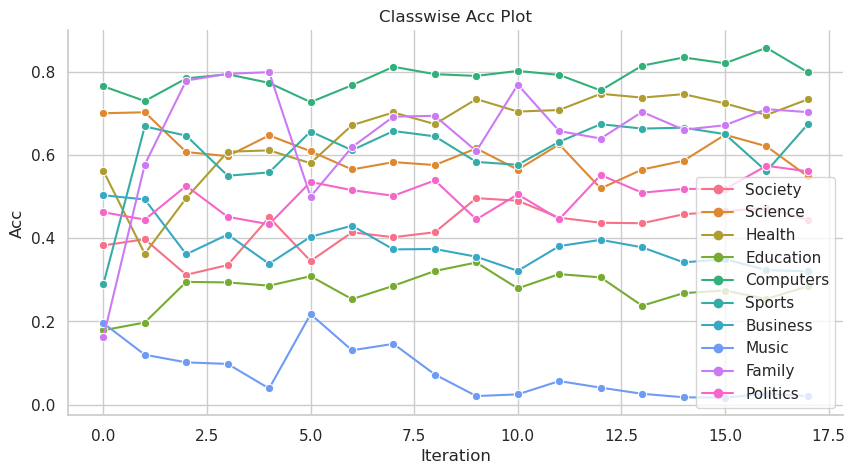 Classwise Acc Plot
Acc
0.8
0.6
0.4
0.2
0.0
Society
Science
Health
Education
Computers
Sports
Business
Music
Family
Politics
0.0 2.5 5.0 7.5 10.0 12.5 15.0 17.5
Iteration